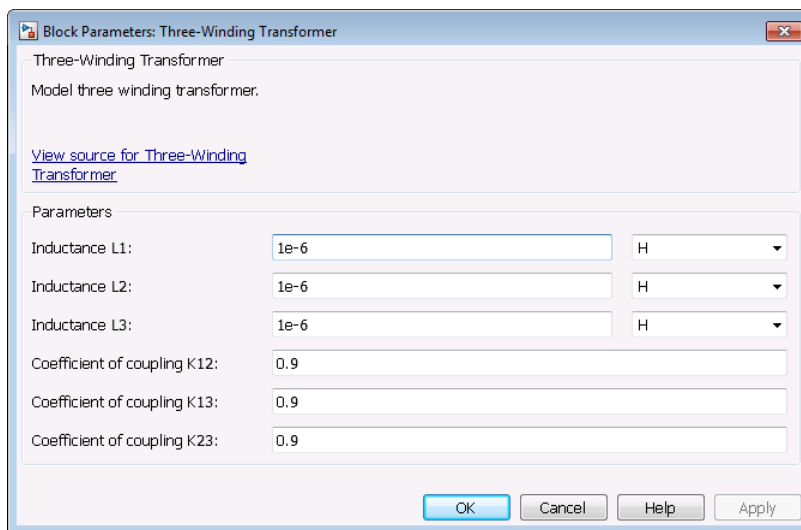 Block Parameters: Three-Winding Transformer
Three-Winding Transformer
Model three winding transformer.
View source for Three-Winding
Transformer
Parameters
Inductance L1: 1e-6 H
Inductance L2: 1e-6 H
Inductance L3: 1e-6 H
Coefficient of coupling K12: 0.9
Coefficient of coupling K13: 0.9
Coefficient of coupling K23: 0.9
OK Cancel Help Apply